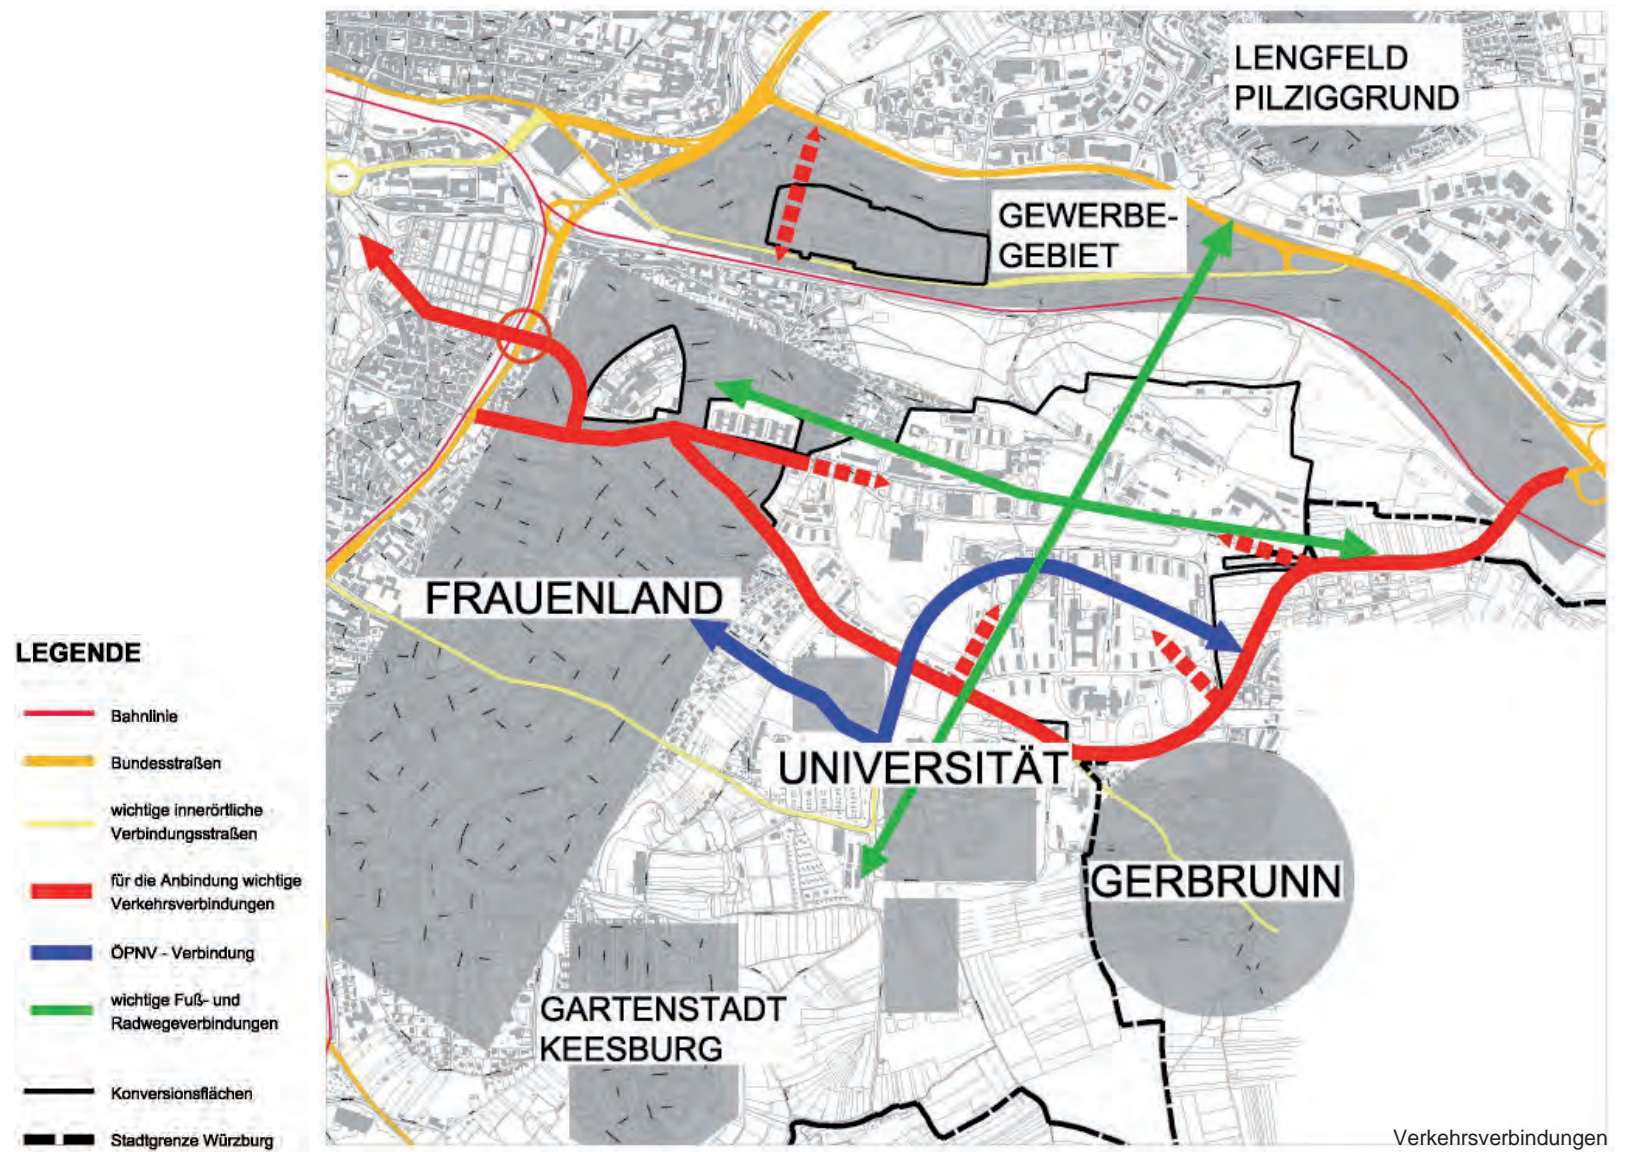 LENGFELD
PILZIGGRUND
GEWERBE-
GEBIET
FRAUENLAND
UNIVERSITÄT
GERBRUNN
GARTENSTADT
KEESBURG
LEGENDE
Bahnlinie
Bundesstraßen
wichtige innerörtliche
Verbindungsstraßen
für die Anbindung wichtige
Verkehrsverbindungen
ÖPNV - Verbindung
wichtige Fuß- und
Radwegeverbindungen
Konversionsflächen
Stadtgrenze Würzburg
Verkehrsverbindungen